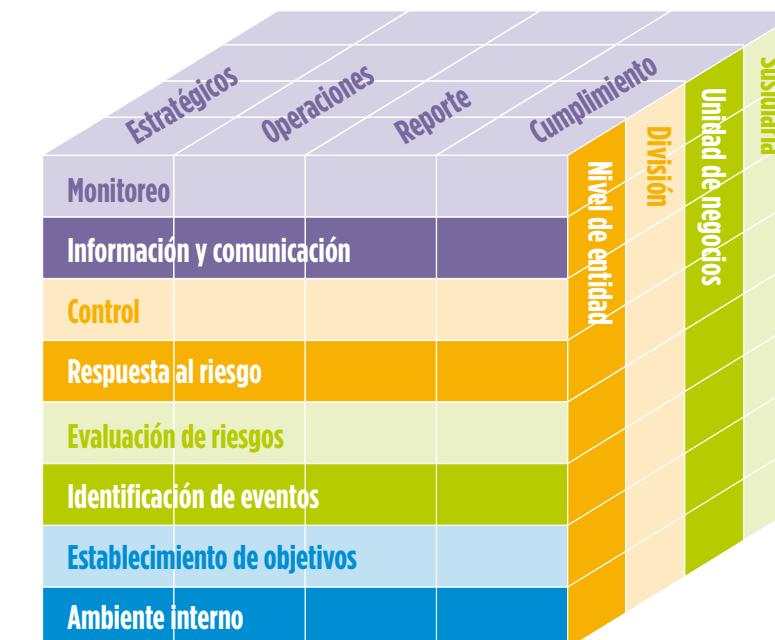 Estratégicos
Operaciones
Reporte
Cumplimiento
Monitoreo
Información y comunicación
Control
Respuesta al riesgo
Evaluación de riesgos
Identificación de eventos
Establecimiento de objetivos
Ambiente interno
Nivel de entidad
División
Unidad de negocios